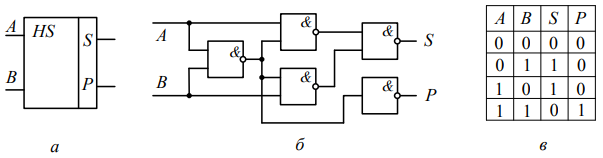 A HS S
B P
а
A
B
&
&
&
&
&
S
P
б
A B S P
0 0 0 0
0 1 1 0
1 0 1 0
1 1 0 1
в